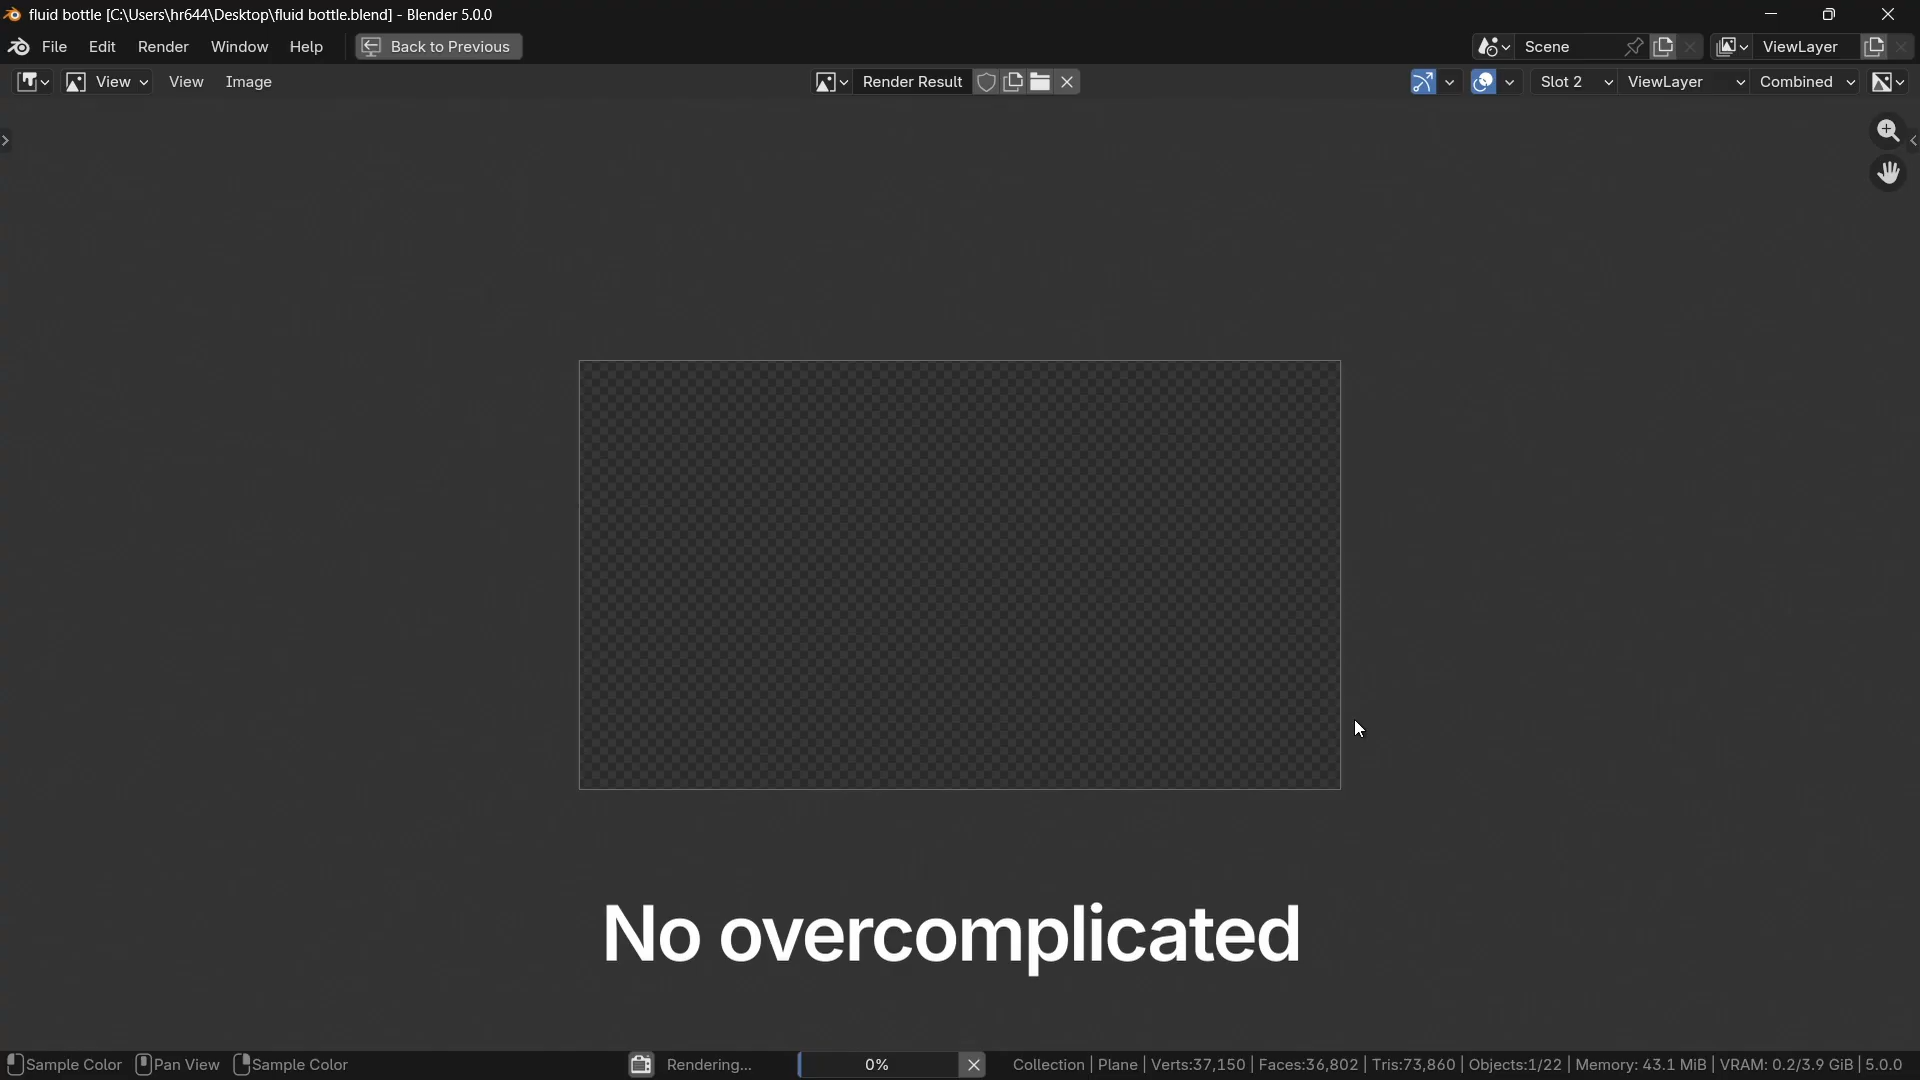 fluid bottle [C:\Users\hr644\Desktop\fluid bottle.blend] - Blender 5.0.0
File Edit Render Window Help Back to Previous Scene ViewLayer
View View Image Render Result Slot 2 ViewLayer Combined
No overcomplicated
Sample Color Pan View Sample Color Rendering... 0% Collection | Plane | Verts:37,150 | Faces:36,802 | Tris:73,860 | Objects:1/22 | Memory: 43.1 MiB | VRAM: 0.2/3.9 GiB | 5.0.0